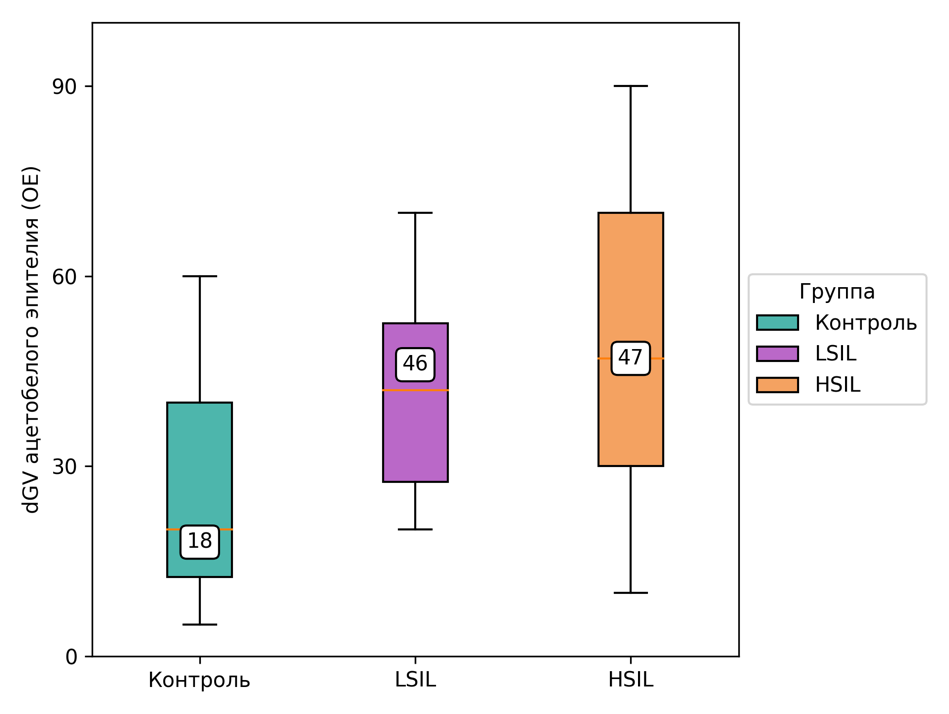 90
60
30
0
dGV ацетобелого эпителия (ОЕ)
18
46
47
Контроль
LSIL
HSIL
Группа
Контроль
LSIL
HSIL